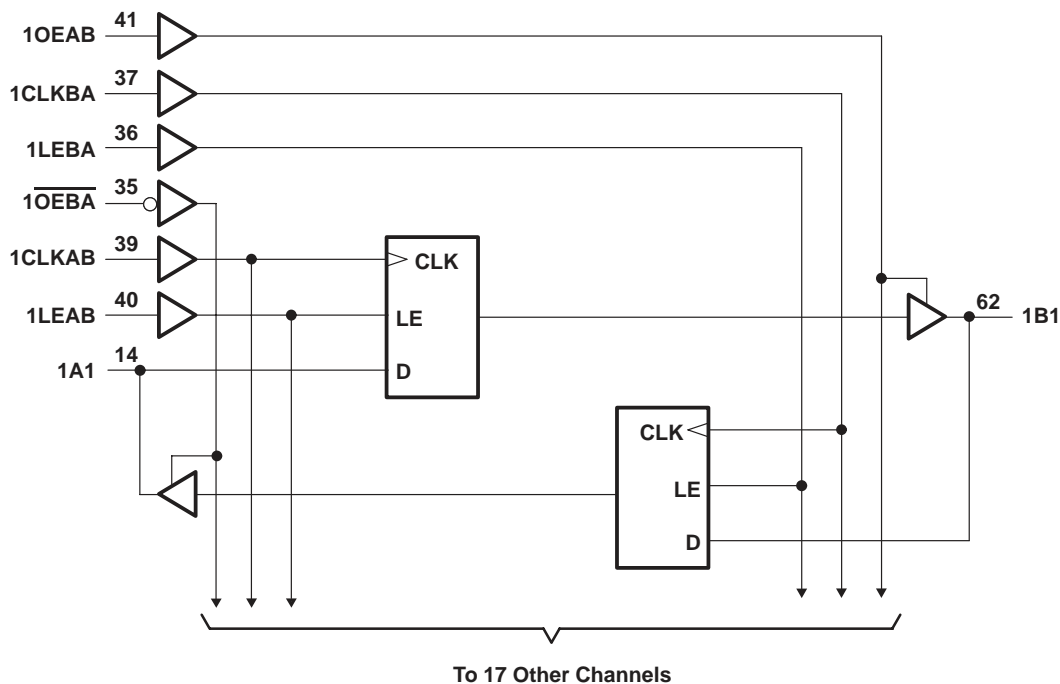 1OEAB 41
1CLKBA 37
1LEBA 36
1O̅E̅B̅A̅ 35
1CLKAB 39
1LEAB 40
1A1 14
CLK
LE
D
62 1B1
CLK
LE
D
To 17 Other Channels